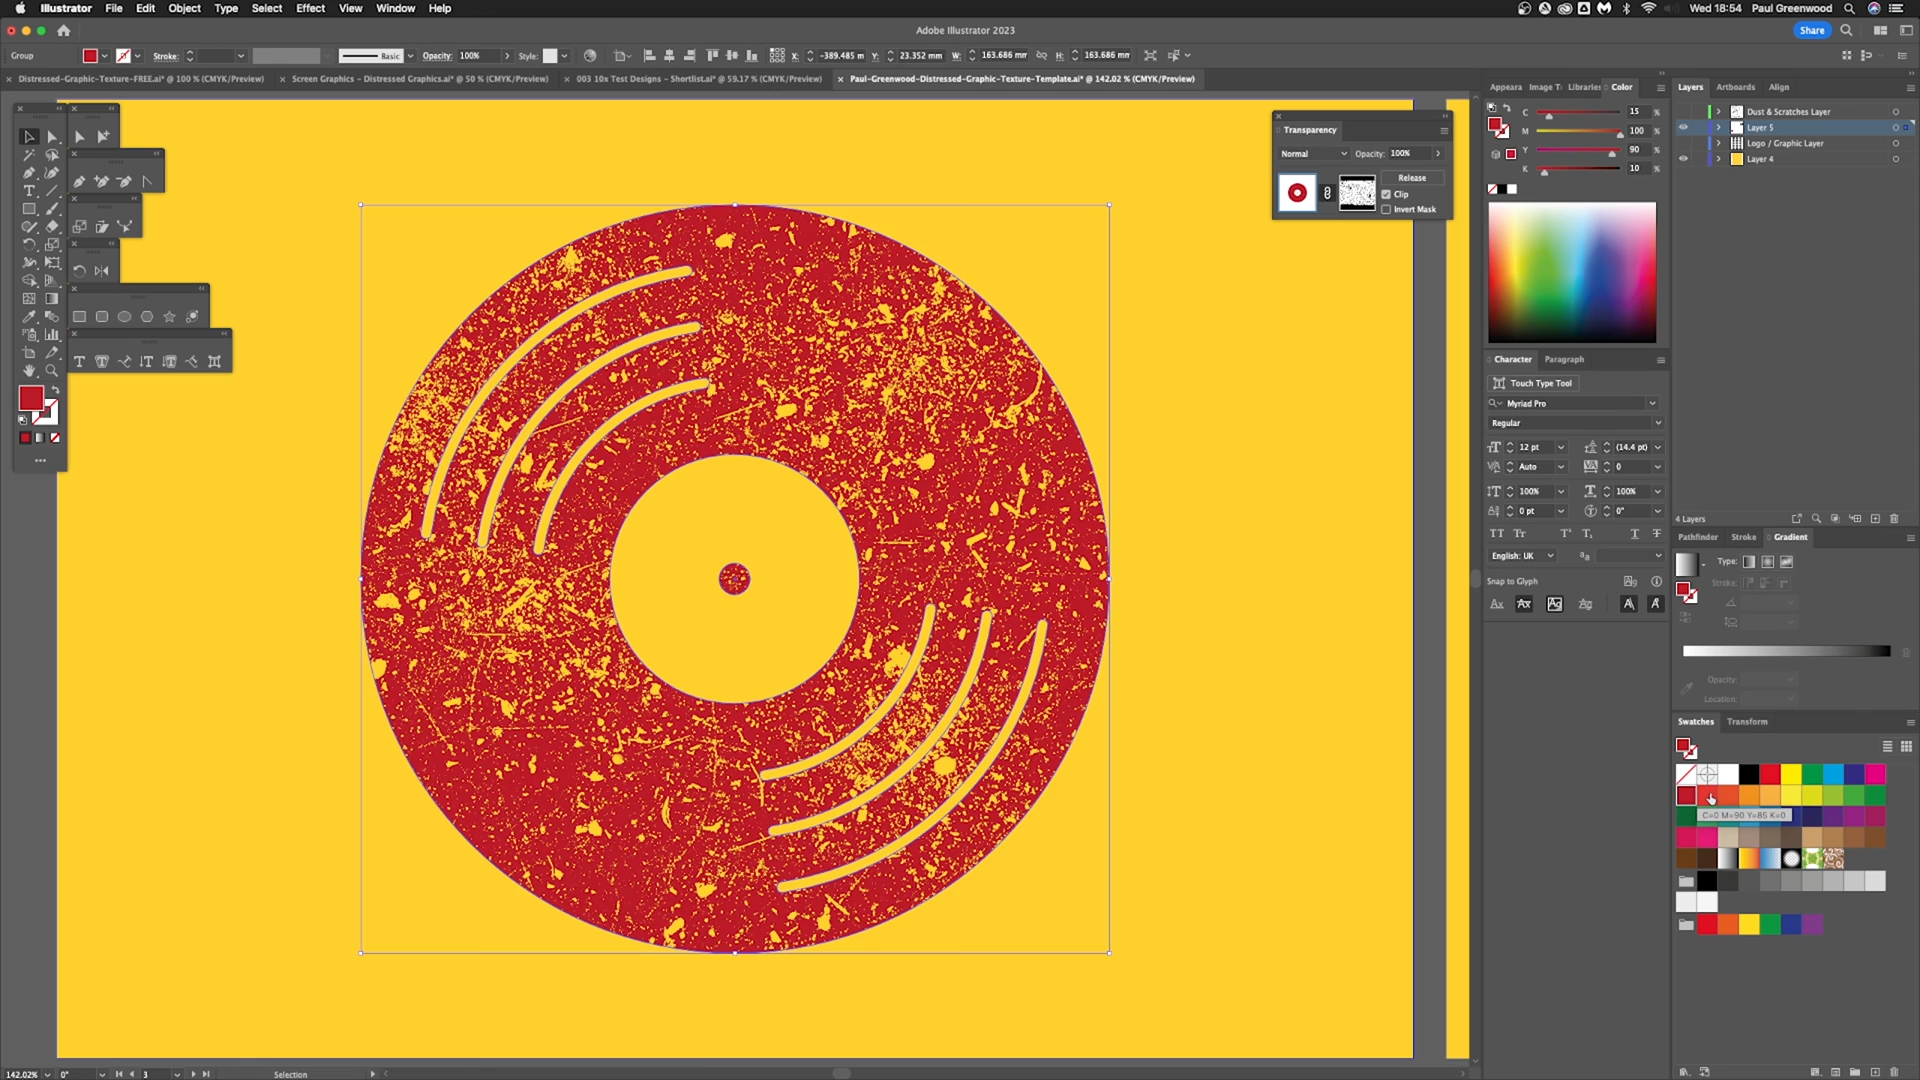 Illustrator File Edit Object Type Select Effect View Window Help
Wed 18:54 Paul Greenwood
Adobe Illustrator 2023
Share
Group Stroke: Basic Opacity: 100% Style: X: -389.485 m Y: 23.352 mm W: 163.686 mm H: 163.686 mm
Distressed-Graphic-Texture-FREE.ai* @ 100 % (CMYK/Preview)
Screen Graphics – Distressed Graphics.ai* @ 50 % (CMYK/Preview)
003 10x Test Designs – Shortlist.ai* @ 59.17 % (CMYK/Preview)
Paul-Greenwood-Distressed-Graphic-Texture-Template.ai* @ 142.02 % (CMYK/Preview)
Transparency
Normal Opacity: 100%
Release
Clip
Invert Mask
Appeara Image T Libraries Color
C 15 %
M 100 %
Y 90 %
K 10 %
Character Paragraph
Touch Type Tool
Myriad Pro
Regular
12 pt (14.4 pt)
Auto 0
100% 100%
0 pt 0°
English: UK
Snap to Glyph
Layers Artboards Align
Dust & Scratches Layer
Layer 5
Logo / Graphic Layer
Layer 4
4 Layers
Pathfinder Stroke Gradient
Type:
Stroke:
Opacity:
Location:
Swatches Transform
C=0 M=90 Y=85 K=0
142.02% 0° 3 Selection